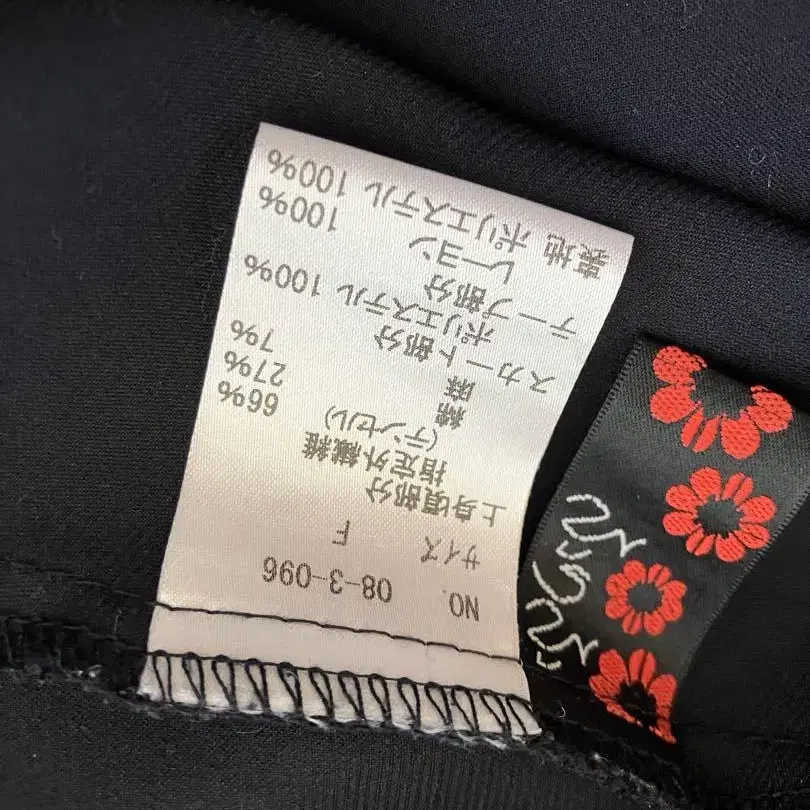 NO. 08-3-096
サイズ F
上身頃部分
指定外繊維
(テンセル) 66%
綿 27%
麻 7%
スカート部分
ポリエステル 100%
テープ部分
レーヨン 100%
表地 ポリエステル 100%